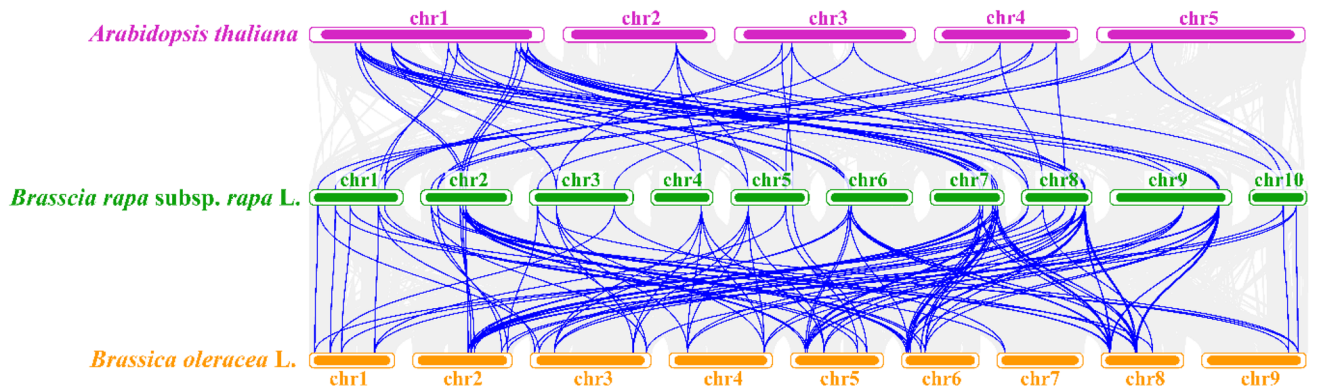 chr1 chr2 chr3 chr4 chr5
Arabidopsis thaliana
chr1 chr2 chr3 chr4 chr5 chr6 chr7 chr8 chr9 chr10
Brasscia rapa subsp. rapa L.
Brassica oleracea L.
chr1 chr2 chr3 chr4 chr5 chr6 chr7 chr8 chr9